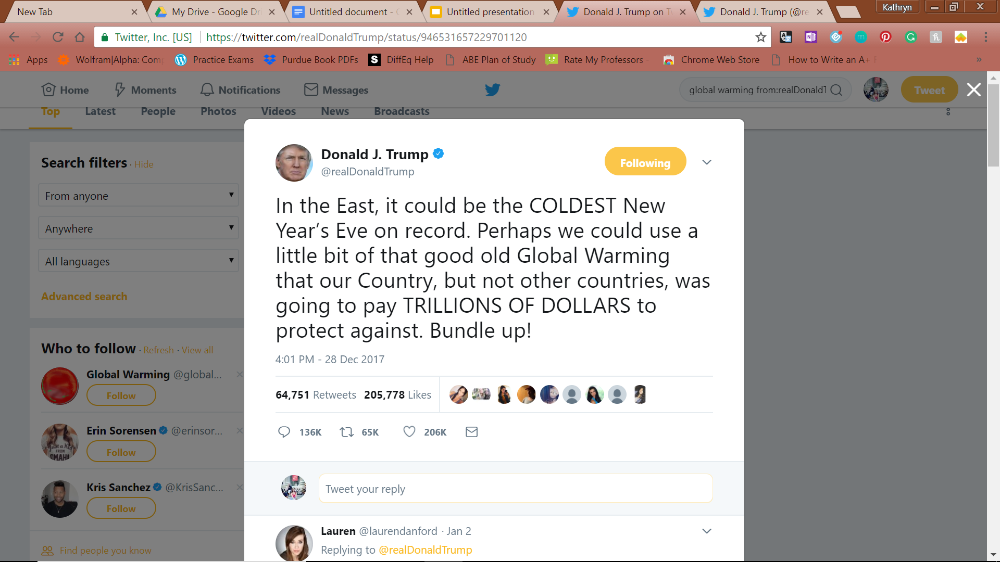 New Tab
My Drive - Google Dri
Untitled document -
Untitled presentation
Donald J. Trump on Tw
Donald J. Trump (@re
Kathryn
Twitter, Inc. [US]
https://twitter.com/realDonaldTrump/status/946531657229701120
Apps
Wolfram|Alpha: Com
Practice Exams
Purdue Book PDFs
S
DiffEq Help
ABE Plan of Study
Rate My Professors -
Chrome Web Store
How to Write an A+
»
Home
Moments
Notifications
Messages
global warming from:realDonaldT
Tweet
Top
Latest
People
Photos
Videos
News
Broadcasts
Search filters · Hide
From anyone
Anywhere
All languages
Advanced search
Who to follow · Refresh · View all
Global Warming @global...
Follow
Erin Sorensen @erinsor...
Follow
Just a Kid
FROM
OMAHA
Kris Sanchez @KrisSanc...
Follow
Find people you know
Donald J. Trump
@realDonaldTrump
Following
In the East, it could be the COLDEST New
Year’s Eve on record. Perhaps we could use a
little bit of that good old Global Warming
that our Country, but not other countries, was
going to pay TRILLIONS OF DOLLARS to
protect against. Bundle up!
4:01 PM - 28 Dec 2017
64,751 Retweets 205,778 Likes
136K 65K 206K
Tweet your reply
Lauren @laurendanford · Jan 2
Replying to @realDonaldTrump